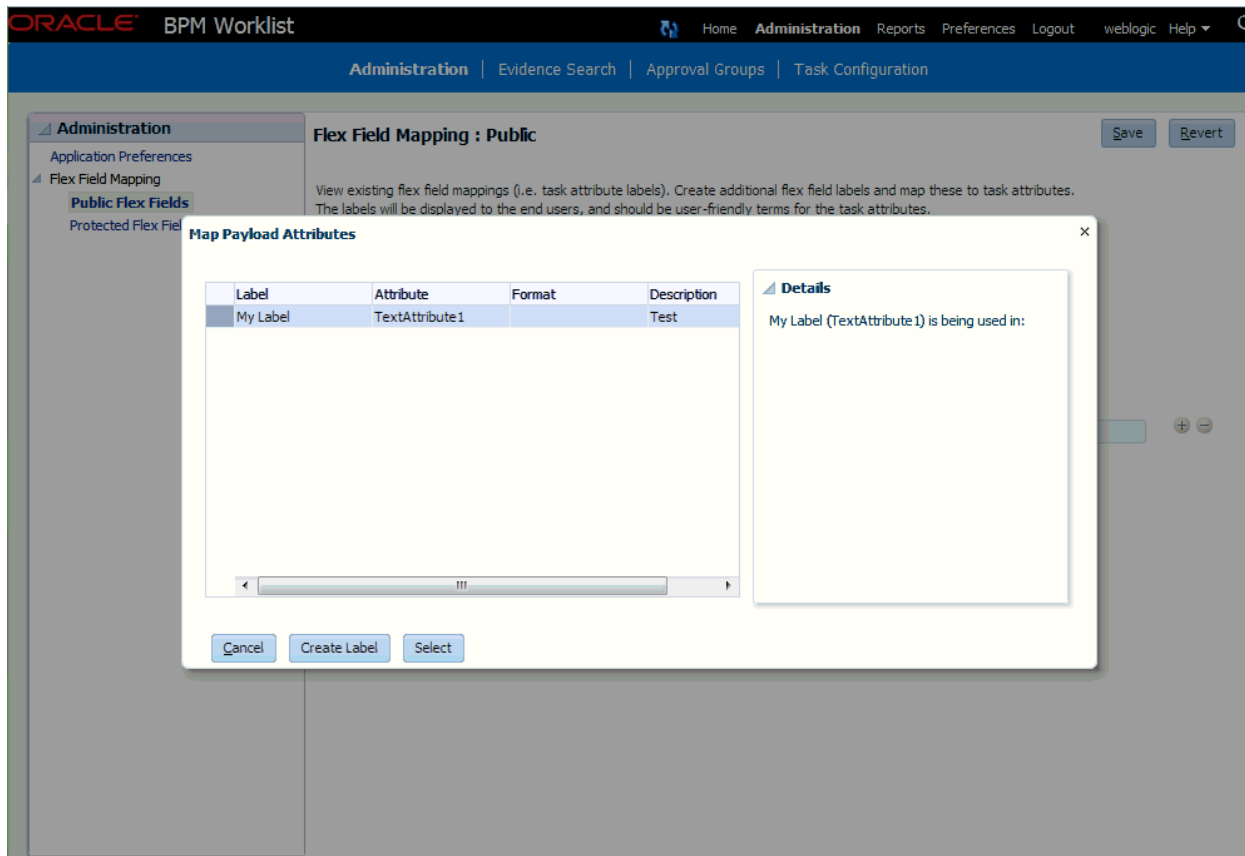 ORACLE BPM Worklist Home Administration Reports Preferences Logout weblogic Help
Administration | Evidence Search | Approval Groups | Task Configuration
Administration
Application Preferences
Flex Field Mapping
Public Flex Fields
Protected Flex Fiel
Flex Field Mapping : Public
Save Revert
View existing flex field mappings (i.e. task attribute labels). Create additional flex field labels and map these to task attributes.
The labels will be displayed to the end users, and should be user-friendly terms for the task attributes.
Map Payload Attributes
Label Attribute Format Description
My Label TextAttribute1 Test
Details
My Label (TextAttribute1) is being used in:
Cancel Create Label Select